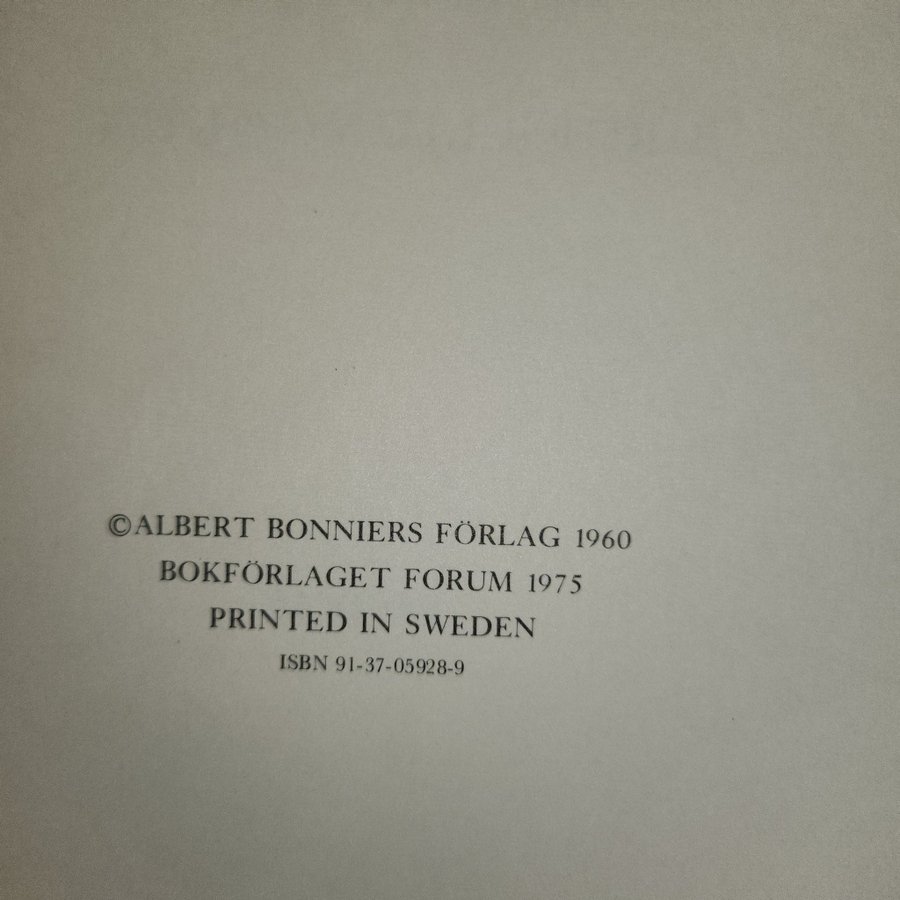 ©ALBERT BONNIERS FÖRLAG 1960
BOKFÖRLAGET FORUM 1975
PRINTED IN SWEDEN
ISBN 91-37-05928-9